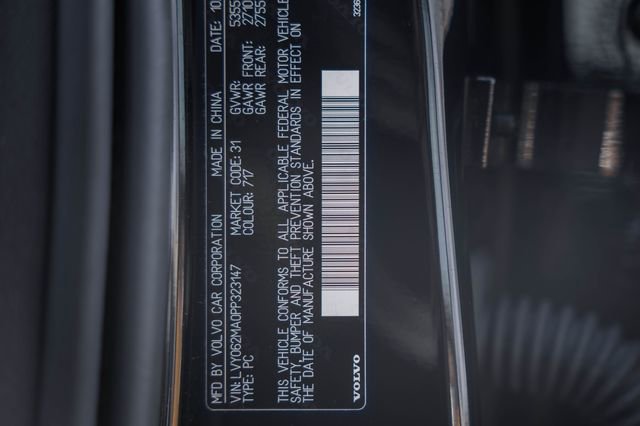 MFD BY VOLVO CAR CORPORATION MADE IN CHINA DATE: 10
VIN: LVY062MA0PP323147 GVWR: 5355
TYPE: PC MARKET CODE: 31 GAWR FRONT: 2710
COLOUR: 717 GAWR REAR: 2755
THIS VEHICLE CONFORMS TO ALL APPLICABLE FEDERAL MOTOR VEHICLE
SAFETY, BUMPER AND THEFT PREVENTION STANDARDS IN EFFECT ON
THE DATE OF MANUFACTURE SHOWN ABOVE.
VOLVO 3236